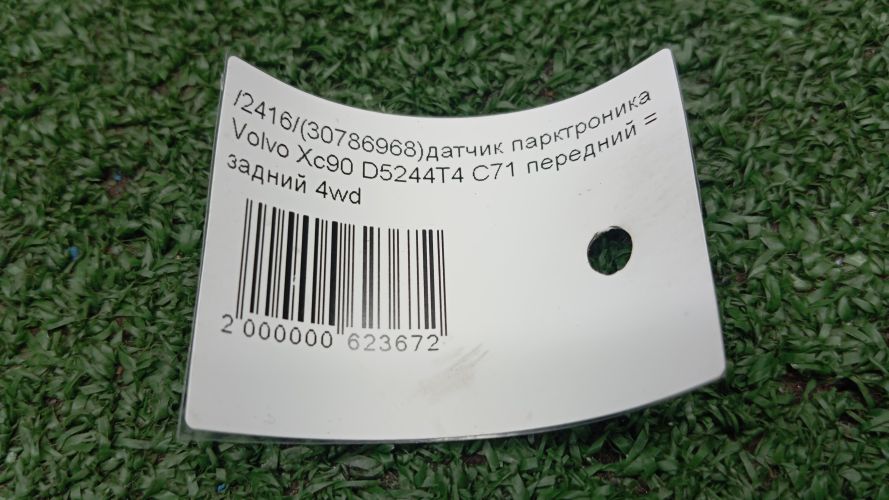 /2416/(30786968)датчик парктроника
Volvo Xc90 D5244T4 C71 передний =
задний 4wd
2 000000 623672